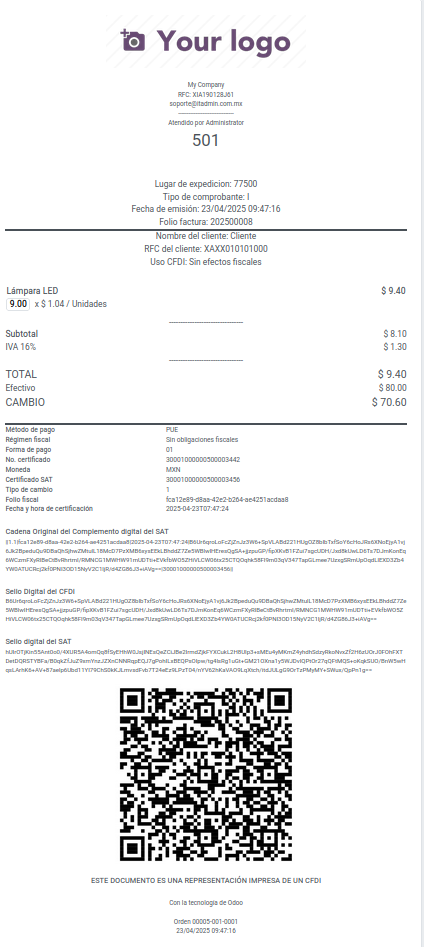 Your logo
My Company
RFC: XIA190128J61
soporte@itadmin.com.mx
--------------------------------
Atendido por Administrator
501
Lugar de expedicion: 77500
Tipo de comprobante: I
Fecha de emisión: 23/04/2025 09:47:16
Folio factura: 202500008
Nombre del cliente: Cliente
RFC del cliente: XAXX010101000
Uso CFDI: Sin efectos fiscales
Lámpara LED $ 9.40
9.00 x $ 1.04 / Unidades
--------------------------------
Subtotal $ 8.10
IVA 16% $ 1.30
--------------------------------
TOTAL $ 9.40
Efectivo $ 80.00
CAMBIO $ 70.60
Método de pago PUE
Régimen fiscal Sin obligaciones fiscales
Forma de pago 01
No. certificado 30001000000500003442
Moneda MXN
Certificado SAT 30001000000500003456
Tipo de cambio 1
Folio fiscal fca12e89-d8aa-42e2-b264-ae4251acdaa8
Fecha y hora de certificación 2025-04-23T07:47:24
Cadena Original del Complemento digital del SAT
Sello Digital del CFDI
Sello digital del SAT
ESTE DOCUMENTO ES UNA REPRESENTACIÓN IMPRESA DE UN CFDI
Con la tecnología de Odoo
Orden 00005-001-0001
23/04/2025 09:47:16